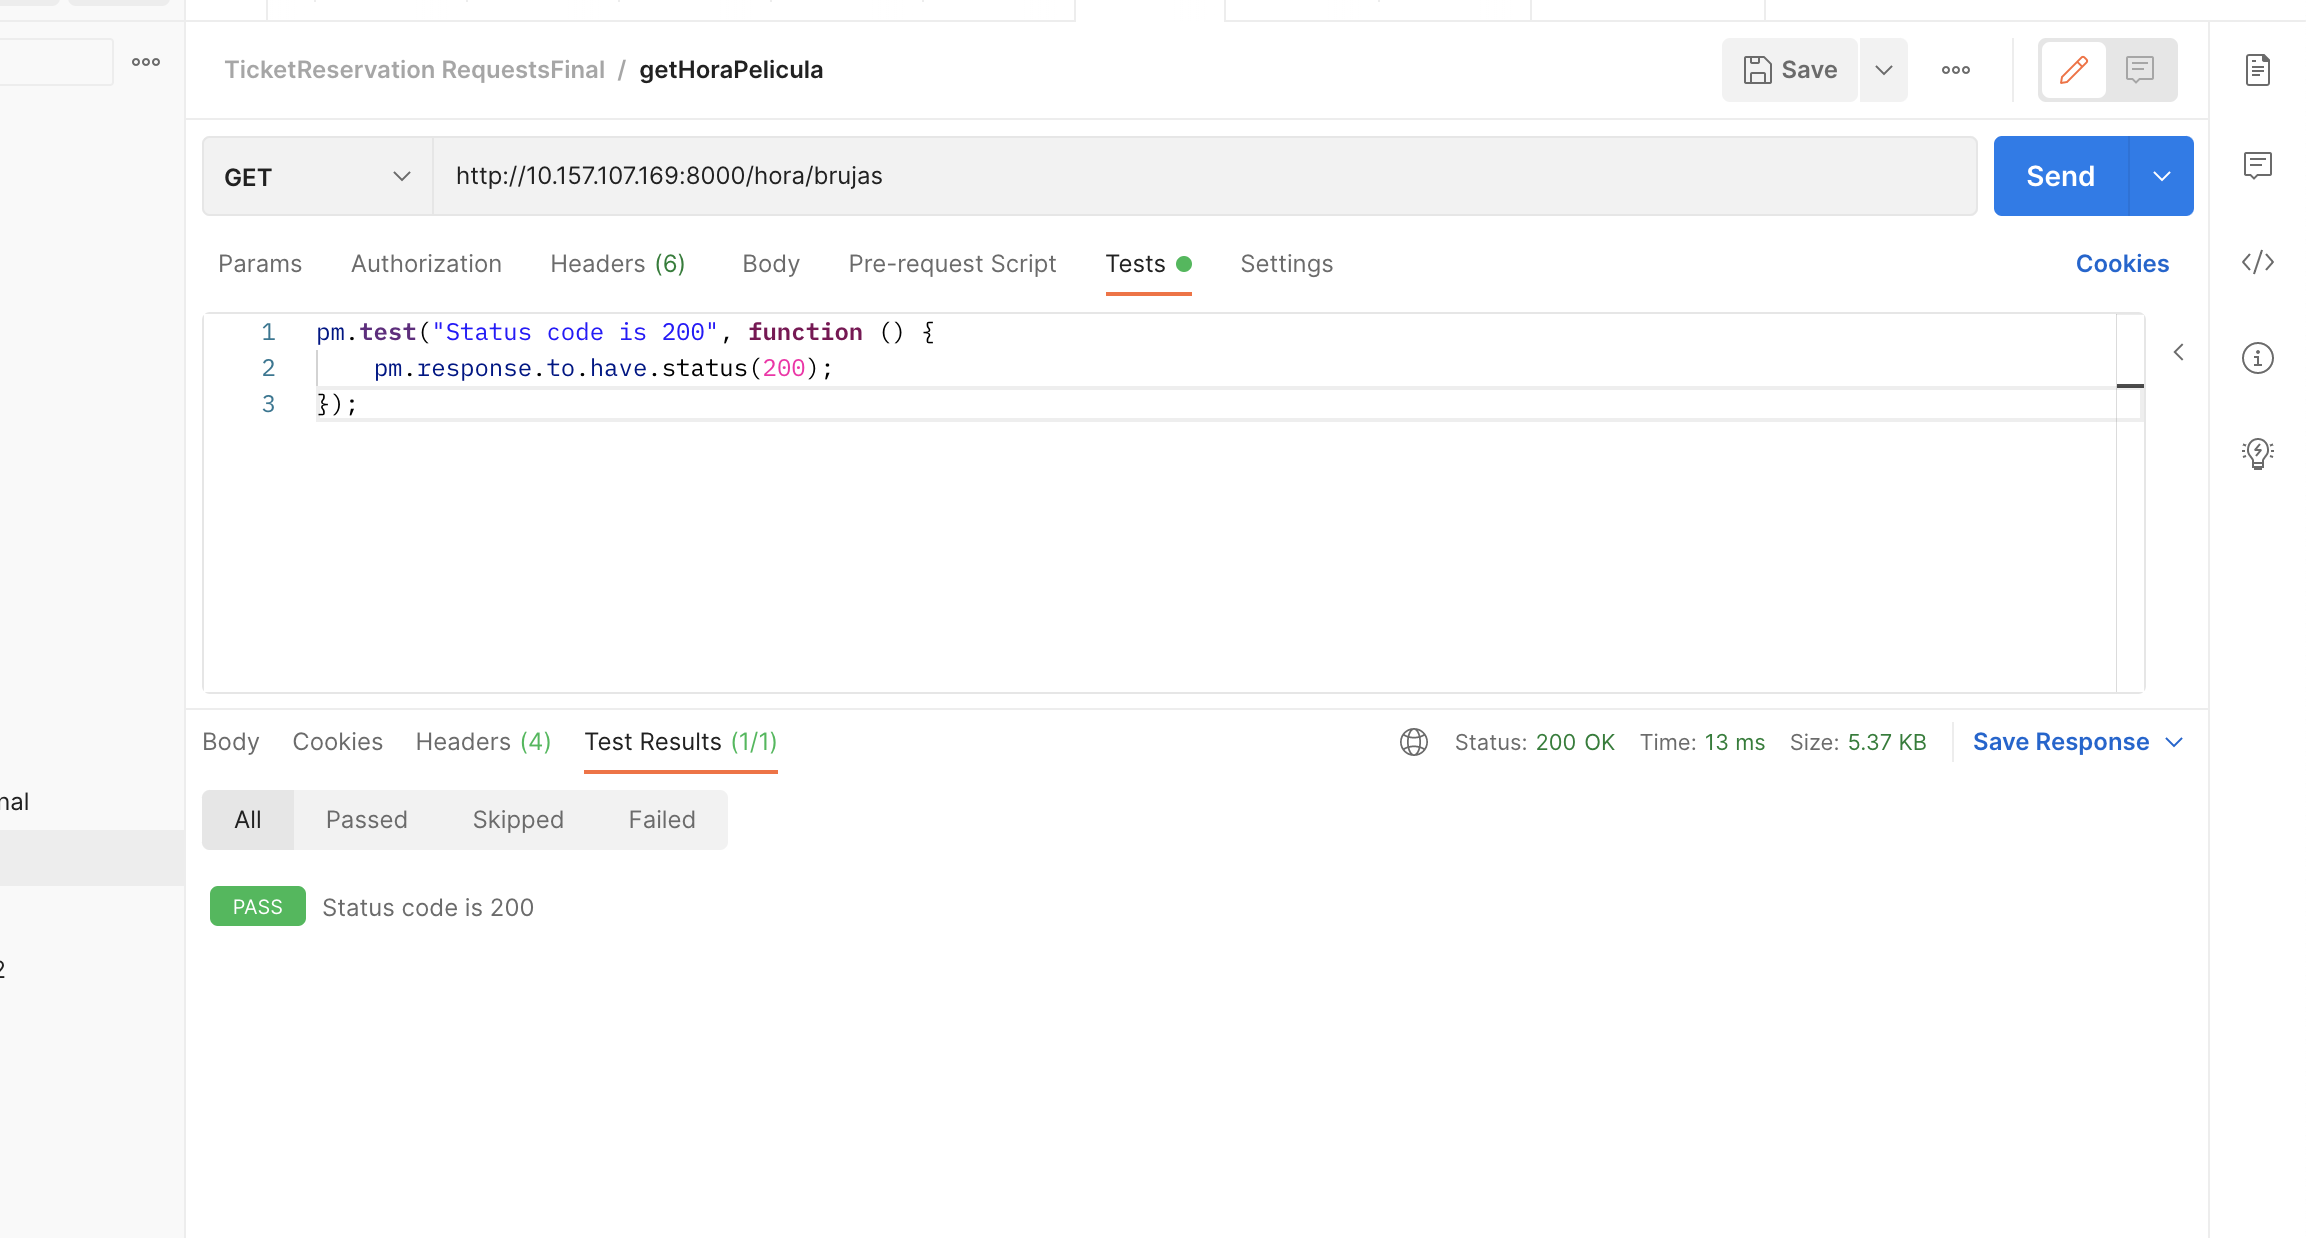 TicketReservation RequestsFinal / getHoraPelicula
Save
GET
http://10.157.107.169:8000/hora/brujas
Send
Params Authorization Headers (6) Body Pre-request Script Tests Settings Cookies
1 pm.test("Status code is 200", function () {
2 pm.response.to.have.status(200);
3 });
Body Cookies Headers (4) Test Results (1/1) Status: 200 OK Time: 13 ms Size: 5.37 KB Save Response
nal
All Passed Skipped Failed
PASS Status code is 200
2